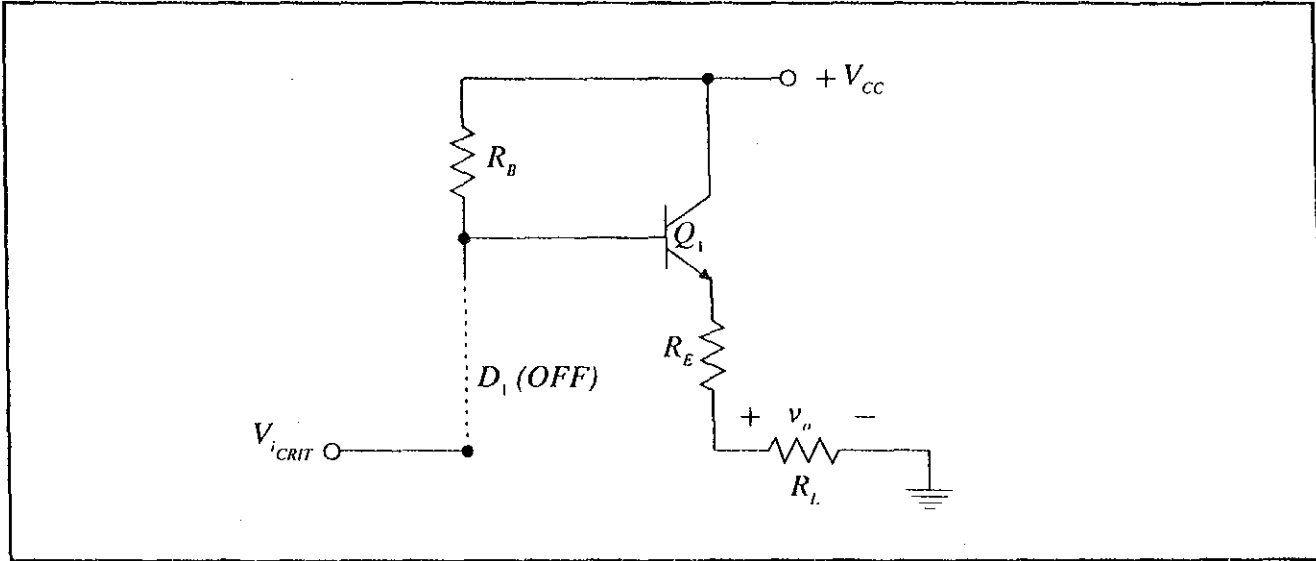 + V_CC
R_B
Q_1
R_E
D_1 (OFF)
+ v_o −
V_iCRIT
R_L